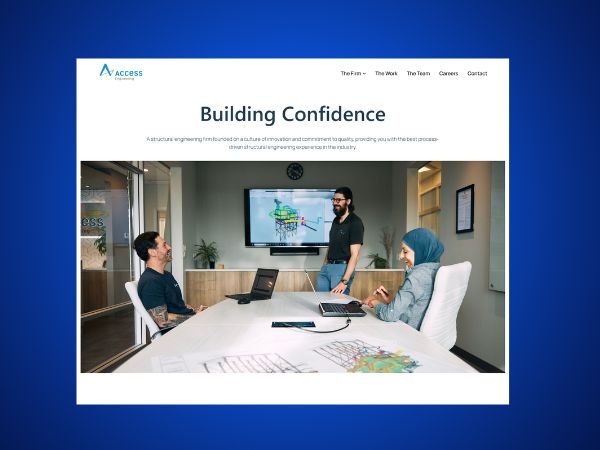 Access
Engineering
The Firm
The Work
The Team
Careers
Contact
Building Confidence
A structural engineering firm founded on a culture of innovation and commitment to quality, providing you with the best process-
driven structural engineering experience in the industry.
ess